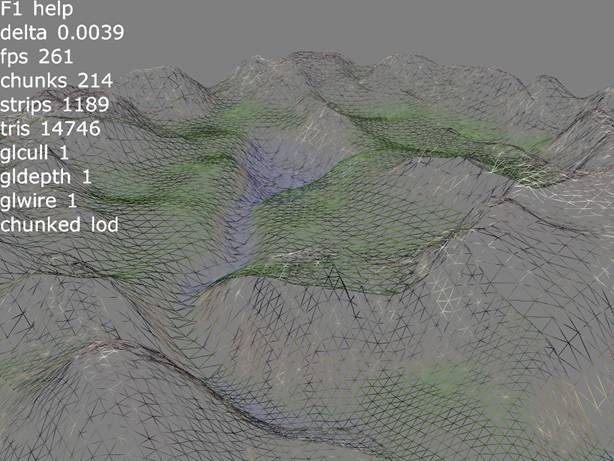 F1 help
delta 0.0039
fps 261
chunks 214
strips 1189
tris 14746
glcull 1
gldepth 1
glwire 1
chunked lod